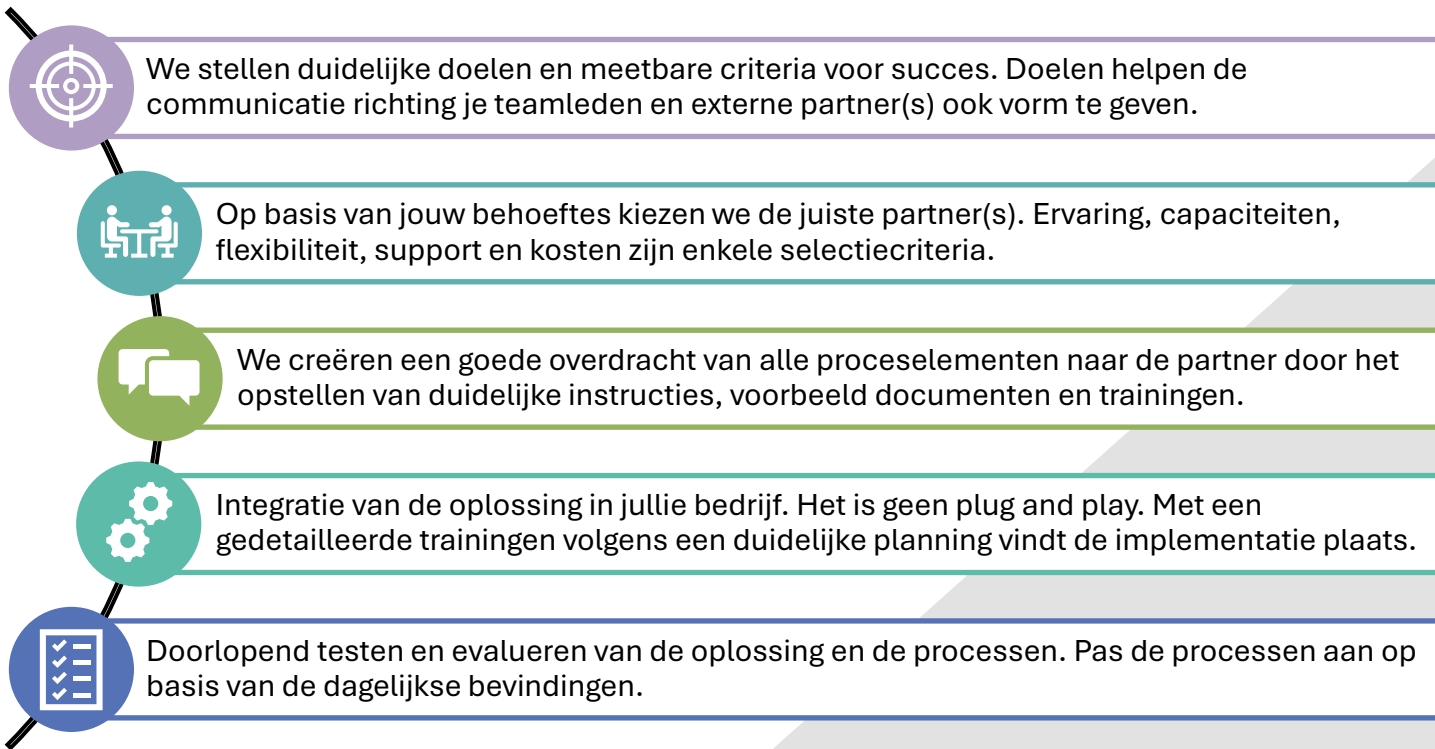 We stellen duidelijke doelen en meetbare criteria voor succes. Doelen helpen de
communicatie richting je teamleden en externe partner(s) ook vorm te geven.
Op basis van jouw behoeftes kiezen we de juiste partner(s). Ervaring, capaciteiten,
flexibiliteit, support en kosten zijn enkele selectiecriteria.
We creëren een goede overdracht van alle proceselementen naar de partner door het
opstellen van duidelijke instructies, voorbeeld documenten en trainingen.
Integratie van de oplossing in jullie bedrijf. Het is geen plug and play. Met een
gedetailleerde trainingen volgens een duidelijke planning vindt de implementatie plaats.
Doorlopend testen en evalueren van de oplossing en de processen. Pas de processen aan op
basis van de dagelijkse bevindingen.